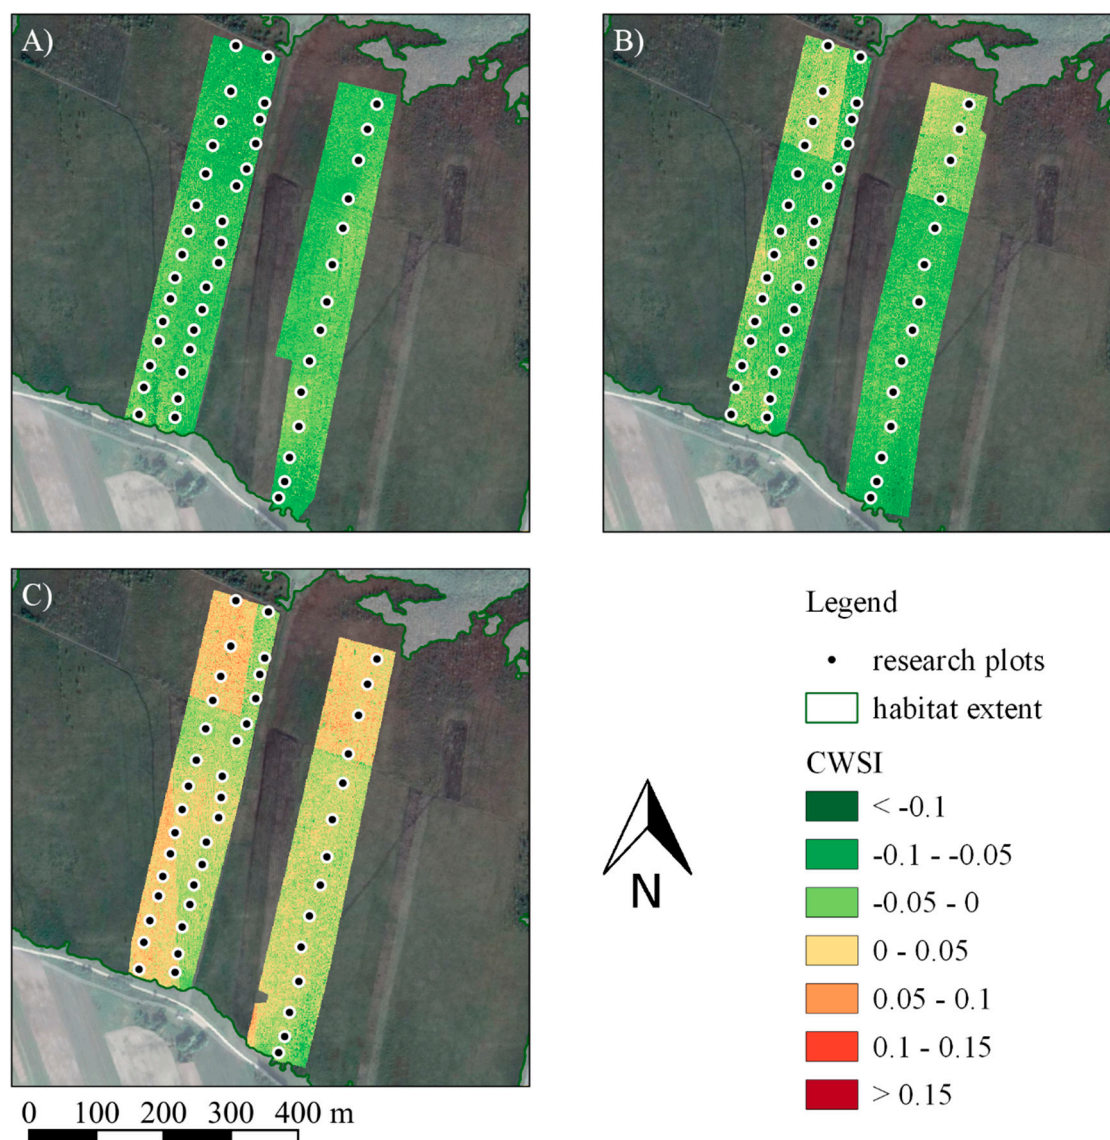 A)
B)
C)
Legend
research plots
habitat extent
CWSI
< -0.1
-0.1 - -0.05
-0.05 - 0
0 - 0.05
0.05 - 0.1
0.1 - 0.15
> 0.15
N
0 100 200 300 400 m